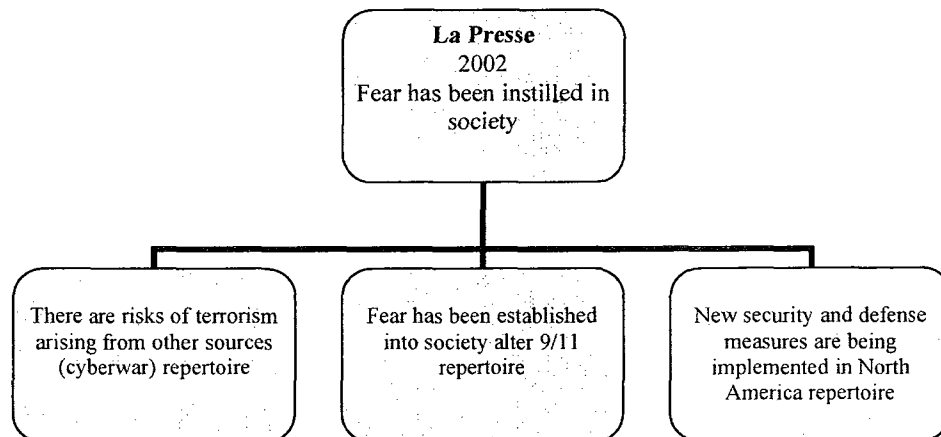 La Presse
2002
Fear has been instilled in
society
There are risks of terrorism
arising from other sources
(cyberwar) repertoire
Fear has been established
into society alter 9/11
repertoire
New security and defense
measures are being
implemented in North
America repertoire